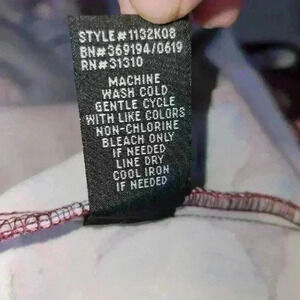 STYLE#1132K08
BN#369194/0619
RN#31310
MACHINE
WASH COLD
GENTLE CYCLE
WITH LIKE COLORS
NON-CHLORINE
BLEACH ONLY
IF NEEDED
LINE DRY
COOL IRON
IF NEEDED